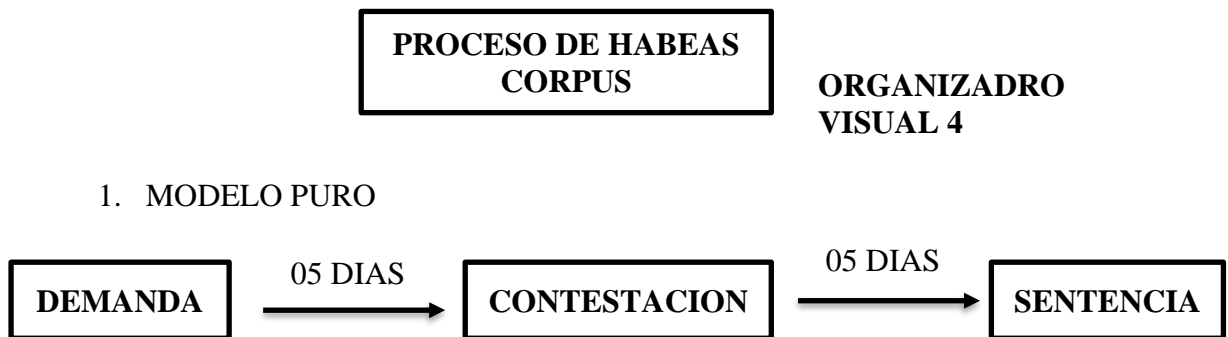 PROCESO DE HABEAS
CORPUS
ORGANIZADRO
VISUAL 4
1. MODELO PURO
DEMANDA
05 DIAS
CONTESTACION
05 DIAS
SENTENCIA